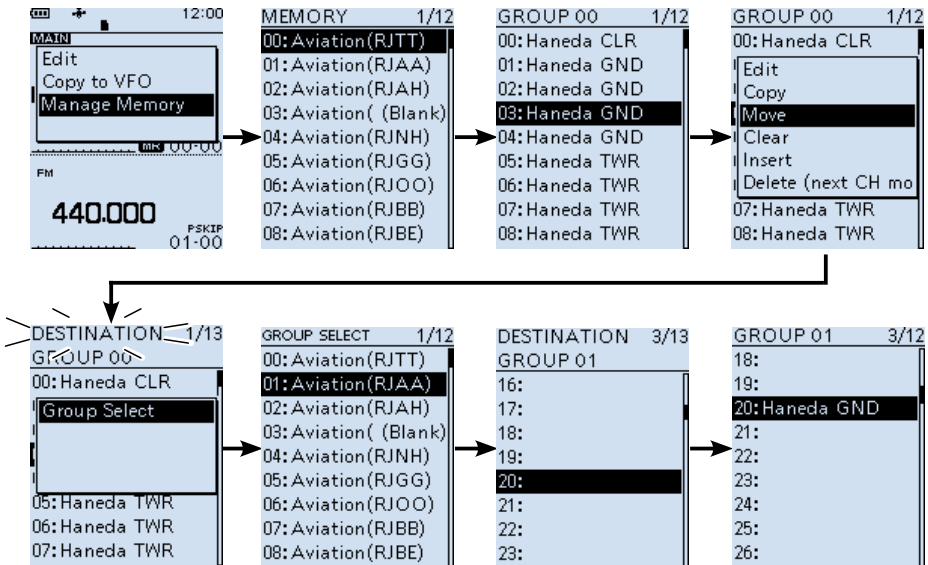 12:00
MAIN
Edit
Copy to VFO
Manage Memory
MR 00-00
FM
440.000
PSKIP
01-00
MEMORY 1/12
00:Aviation(RJTT)
01:Aviation(RJAA)
02:Aviation(RJAH)
03:Aviation( (Blank)
04:Aviation(RJNH)
05:Aviation(RJGG)
06:Aviation(RJOO)
07:Aviation(RJBB)
08:Aviation(RJBE)
GROUP 00 1/12
00:Haneda CLR
01:Haneda GND
02:Haneda GND
03:Haneda GND
04:Haneda GND
05:Haneda TWR
06:Haneda TWR
07:Haneda TWR
08:Haneda TWR
GROUP 00 1/12
00:Haneda CLR
Edit
Copy
Move
Clear
Insert
Delete (next CH mo
07:Haneda TWR
08:Haneda TWR
DESTINATION 1/13
GROUP 00
00:Haneda CLR
Group Select
05:Haneda TWR
06:Haneda TWR
07:Haneda TWR
GROUP SELECT 1/12
00:Aviation(RJTT)
01:Aviation(RJAA)
02:Aviation(RJAH)
03:Aviation( (Blank)
04:Aviation(RJNH)
05:Aviation(RJGG)
06:Aviation(RJOO)
07:Aviation(RJBB)
08:Aviation(RJBE)
DESTINATION 3/13
GROUP 01
16:
17:
18:
19:
20:
21:
22:
23:
GROUP 01 3/12
18:
19:
20:Haneda GND
21:
22:
23:
24:
25:
26: